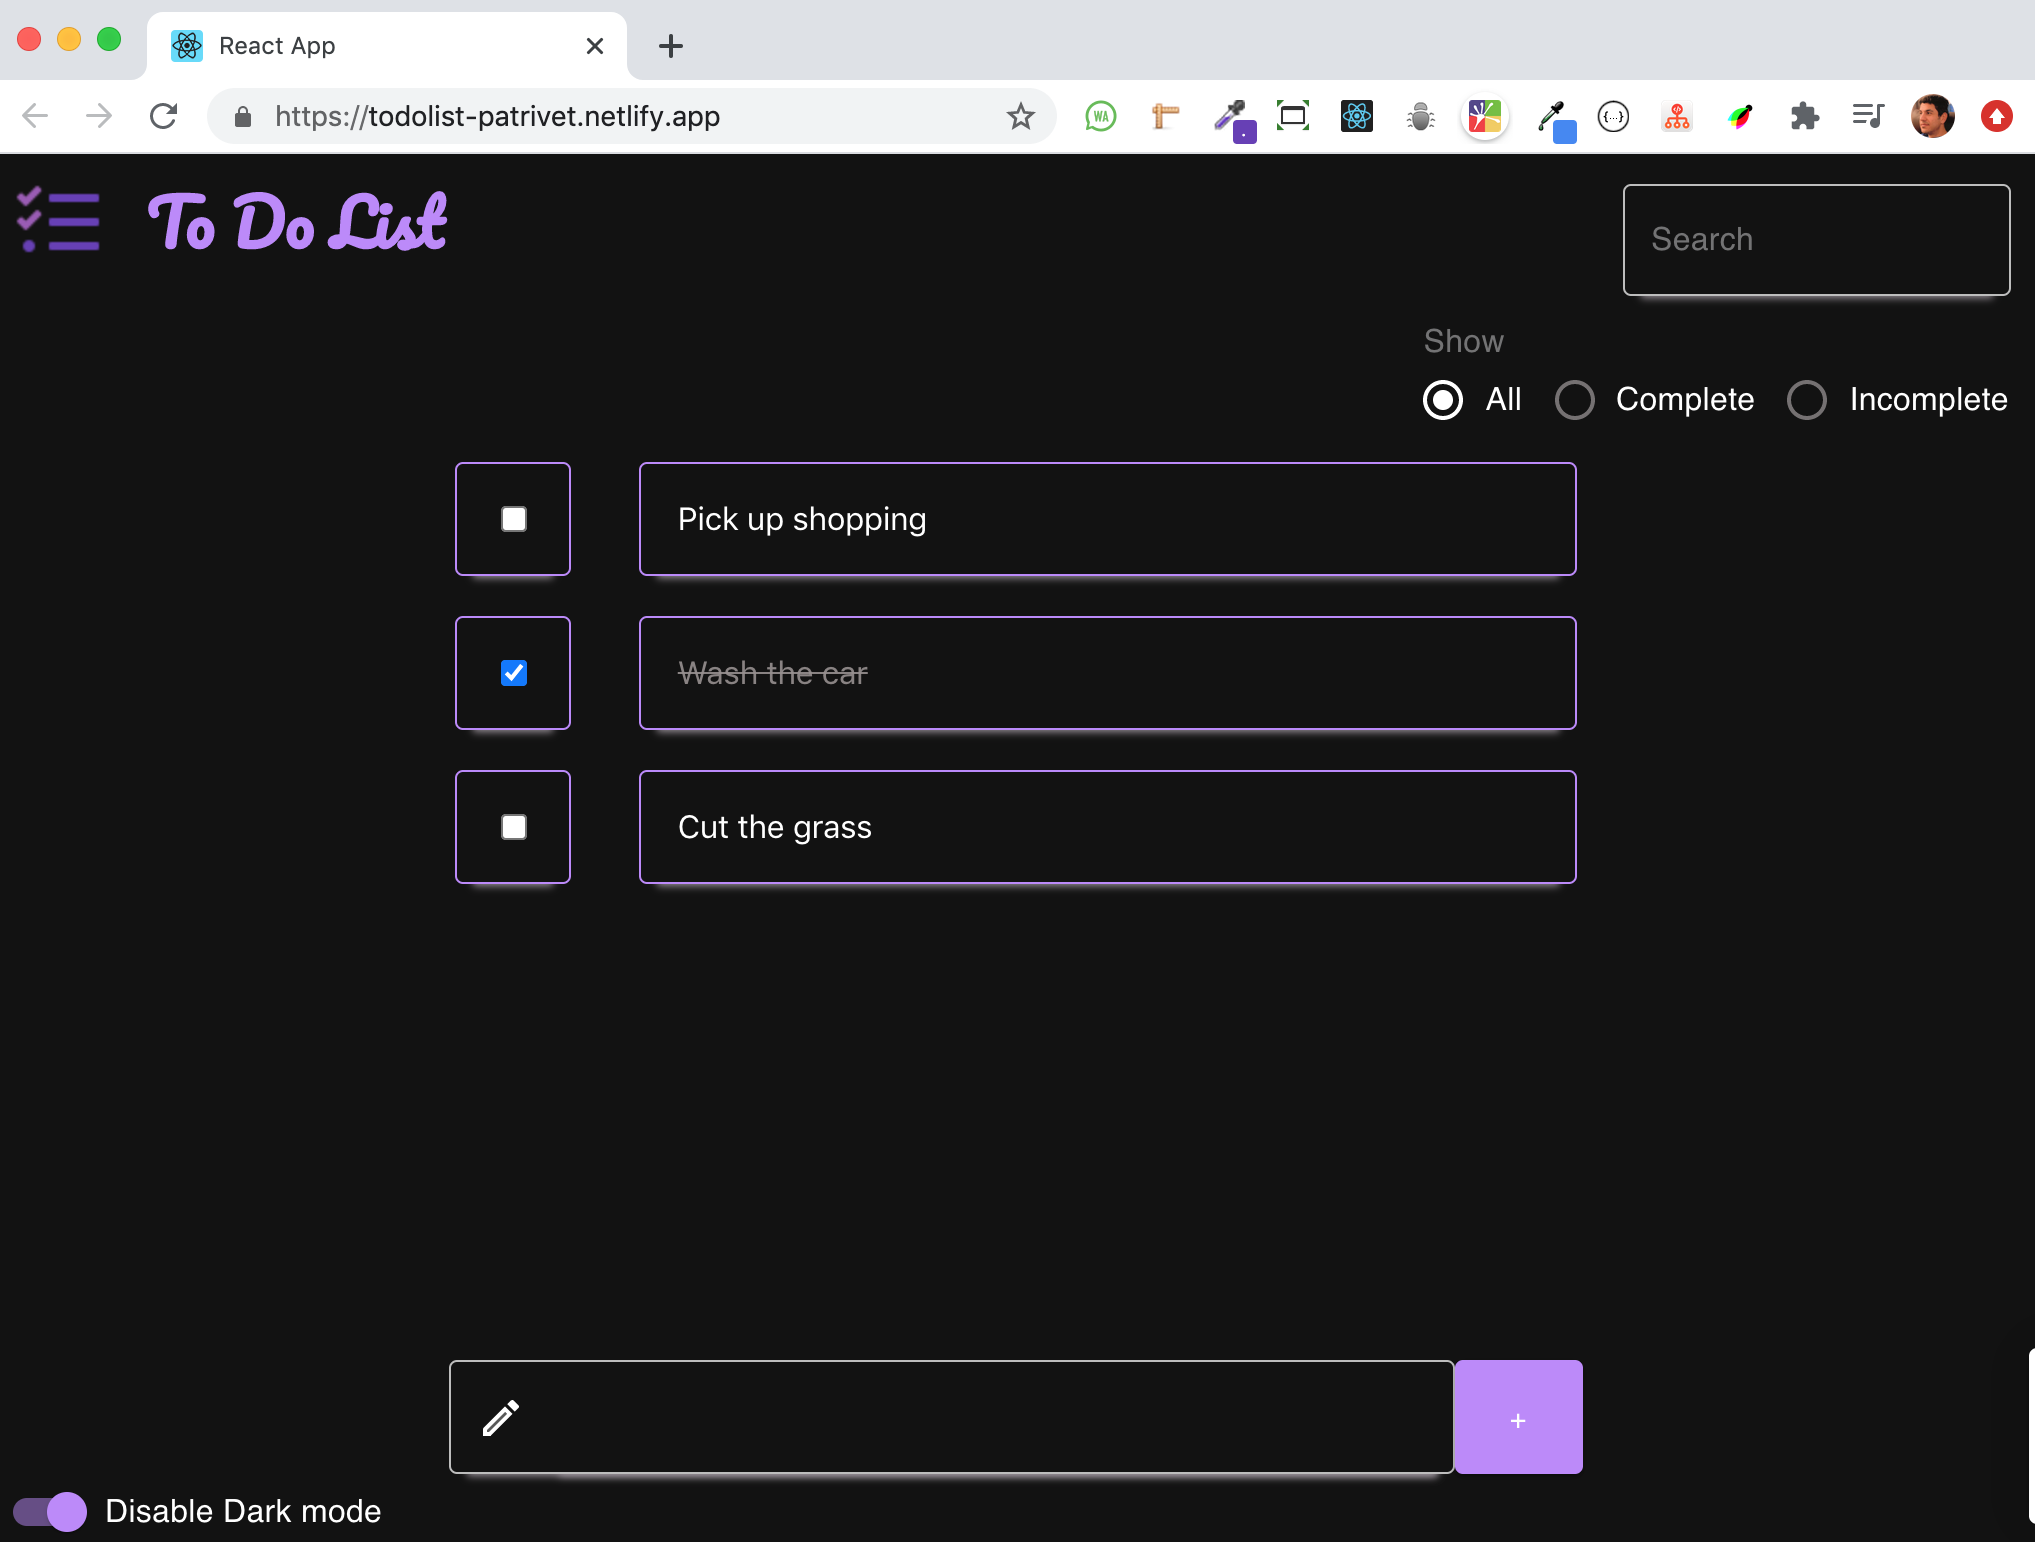 React App
https://todolist-patrivet.netlify.app
WA
{...}
To Do List
Search
Show
All Complete Incomplete
Pick up shopping
Wash the car
Cut the grass
+
Disable Dark mode